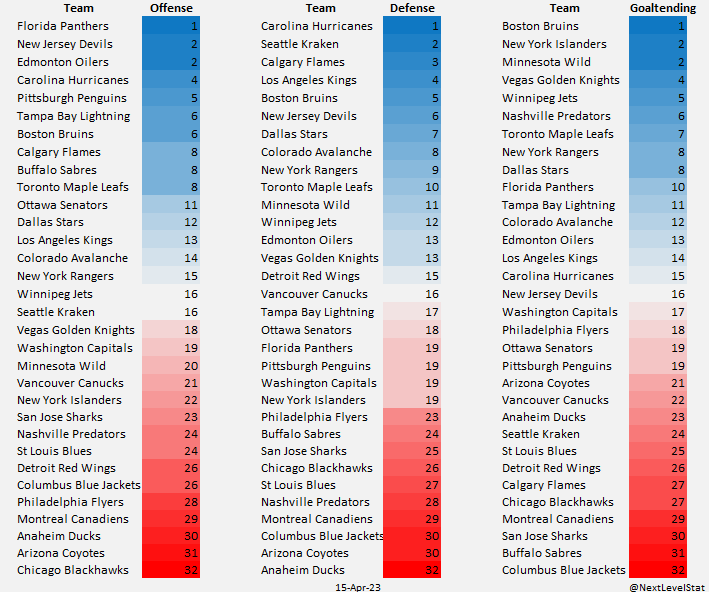 Team Offense Team Defense Team Goaltending
Florida Panthers 1 Carolina Hurricanes 1 Boston Bruins 1
New Jersey Devils 2 Seattle Kraken 2 New York Islanders 2
Edmonton Oilers 2 Calgary Flames 3 Minnesota Wild 2
Carolina Hurricanes 4 Los Angeles Kings 4 Vegas Golden Knights 4
Pittsburgh Penguins 5 Boston Bruins 5 Winnipeg Jets 5
Tampa Bay Lightning 6 New Jersey Devils 6 Nashville Predators 6
Boston Bruins 6 Dallas Stars 7 Toronto Maple Leafs 7
Calgary Flames 8 Colorado Avalanche 8 New York Rangers 8
Buffalo Sabres 8 New York Rangers 9 Dallas Stars 8
Toronto Maple Leafs 8 Toronto Maple Leafs 10 Florida Panthers 10
Ottawa Senators 11 Minnesota Wild 11 Tampa Bay Lightning 11
Dallas Stars 12 Winnipeg Jets 12 Colorado Avalanche 12
Los Angeles Kings 13 Edmonton Oilers 13 Edmonton Oilers 13
Colorado Avalanche 14 Vegas Golden Knights 13 Los Angeles Kings 14
New York Rangers 15 Detroit Red Wings 15 Carolina Hurricanes 15
Winnipeg Jets 16 Vancouver Canucks 16 New Jersey Devils 16
Seattle Kraken 16 Tampa Bay Lightning 17 Washington Capitals 17
Vegas Golden Knights 18 Ottawa Senators 18 Philadelphia Flyers 18
Washington Capitals 19 Florida Panthers 19 Ottawa Senators 19
Minnesota Wild 20 Pittsburgh Penguins 19 Pittsburgh Penguins 19
Vancouver Canucks 21 Washington Capitals 19 Arizona Coyotes 21
New York Islanders 22 New York Islanders 19 Vancouver Canucks 22
San Jose Sharks 23 Philadelphia Flyers 23 Anaheim Ducks 23
Nashville Predators 24 Buffalo Sabres 24 Seattle Kraken 24
St Louis Blues 24 San Jose Sharks 25 St Louis Blues 25
Detroit Red Wings 26 Chicago Blackhawks 26 Detroit Red Wings 26
Columbus Blue Jackets 26 St Louis Blues 27 Calgary Flames 27
Philadelphia Flyers 28 Nashville Predators 28 Chicago Blackhawks 27
Montreal Canadiens 29 Montreal Canadiens 29 Montreal Canadiens 29
Anaheim Ducks 30 Columbus Blue Jackets 30 San Jose Sharks 30
Arizona Coyotes 31 Arizona Coyotes 30 Buffalo Sabres 31
Chicago Blackhawks 32 Anaheim Ducks 32 Columbus Blue Jackets 32
15-Apr-23 @NextLevelStat